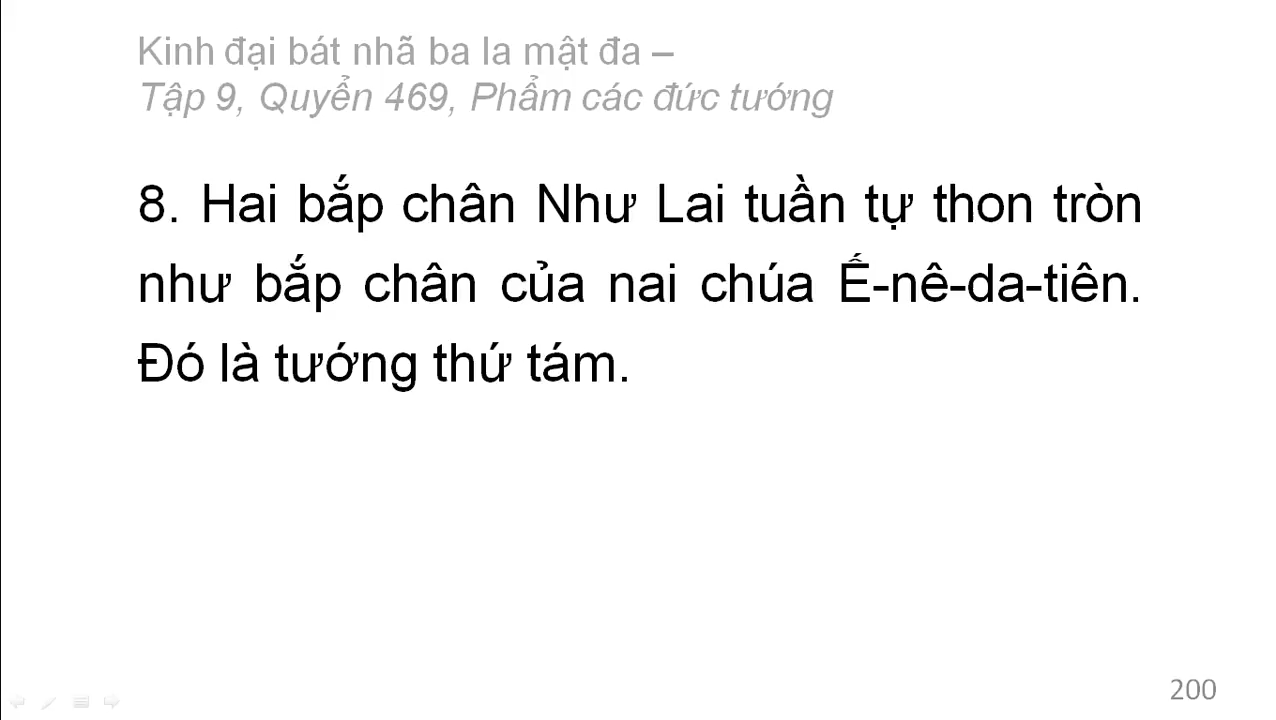 Kinh đại bát nhã ba la mật đa –
Tập 9, Quyển 469, Phẩm các đức tướng
8. Hai bắp chân Như Lai tuần tự thon tròn
như bắp chân của nai chúa Ế-nê-da-tiên.
Đó là tướng thứ tám.
200